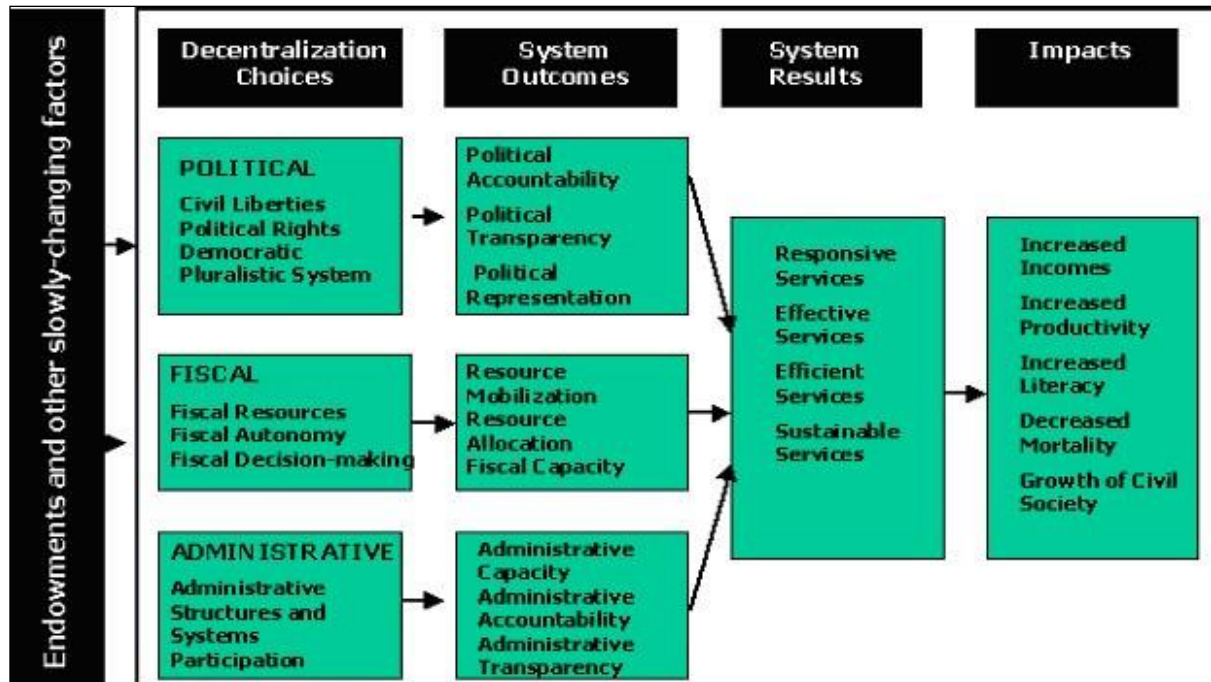 Endowments and other slowly-changing factors
Decentralization
Choices
System
Outcomes
System
Results
Impacts
POLITICAL
Civil Liberties
Political Rights
Democratic
Pluralistic System
Political
Accountability
Political
Transparency
Political
Representation
FISCAL
Fiscal Resources
Fiscal Autonomy
Fiscal Decision-making
Resource
Mobilization
Resource
Allocation
Fiscal Capacity
ADMINISTRATIVE
Administrative
Structures and
Systems
Participation
Administrative
Capacity
Administrative
Accountability
Administrative
Transparency
Responsive
Services
Effective
Services
Efficient
Services
Sustainable
Services
Increased
Incomes
Increased
Productivity
Increased
Literacy
Decreased
Mortality
Growth of Civil
Society